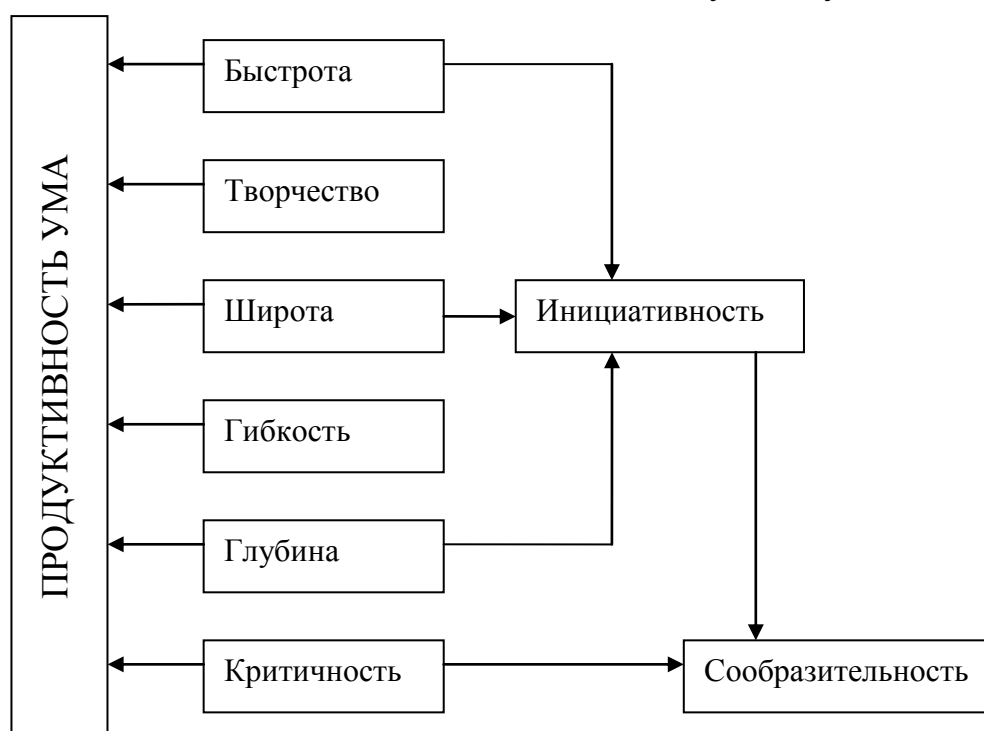 ПРОДУКТИВНОСТЬ УМА
Быстрота
Творчество
Широта
Инициативность
Гибкость
Глубина
Критичность
Сообразительность